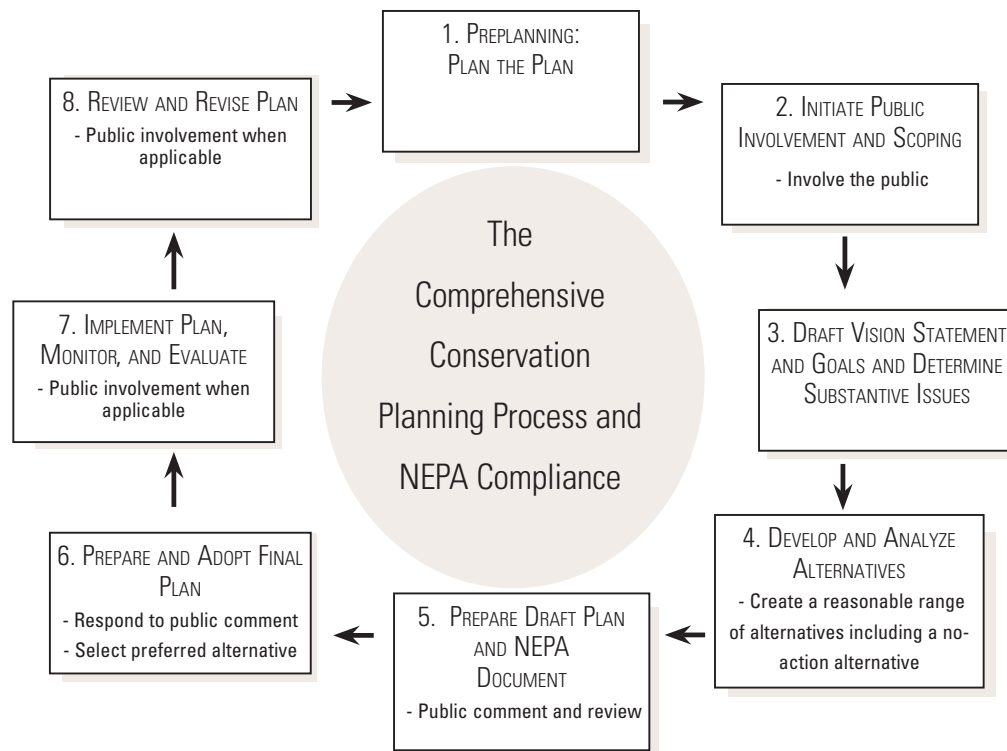 1. Preplanning:
Plan the Plan
2. Initiate Public
Involvement and Scoping
- Involve the public
3. Draft Vision Statement
and Goals and Determine
Substantive Issues
4. Develop and Analyze
Alternatives
- Create a reasonable range
of alternatives including a no-
action alternative
5. Prepare Draft Plan
and NEPA
Document
- Public comment and review
6. Prepare and Adopt Final
Plan
- Respond to public comment
- Select preferred alternative
7. Implement Plan,
Monitor, and Evaluate
- Public involvement when
applicable
8. Review and Revise Plan
- Public involvement when
applicable
The
Comprehensive
Conservation
Planning Process and
NEPA Compliance